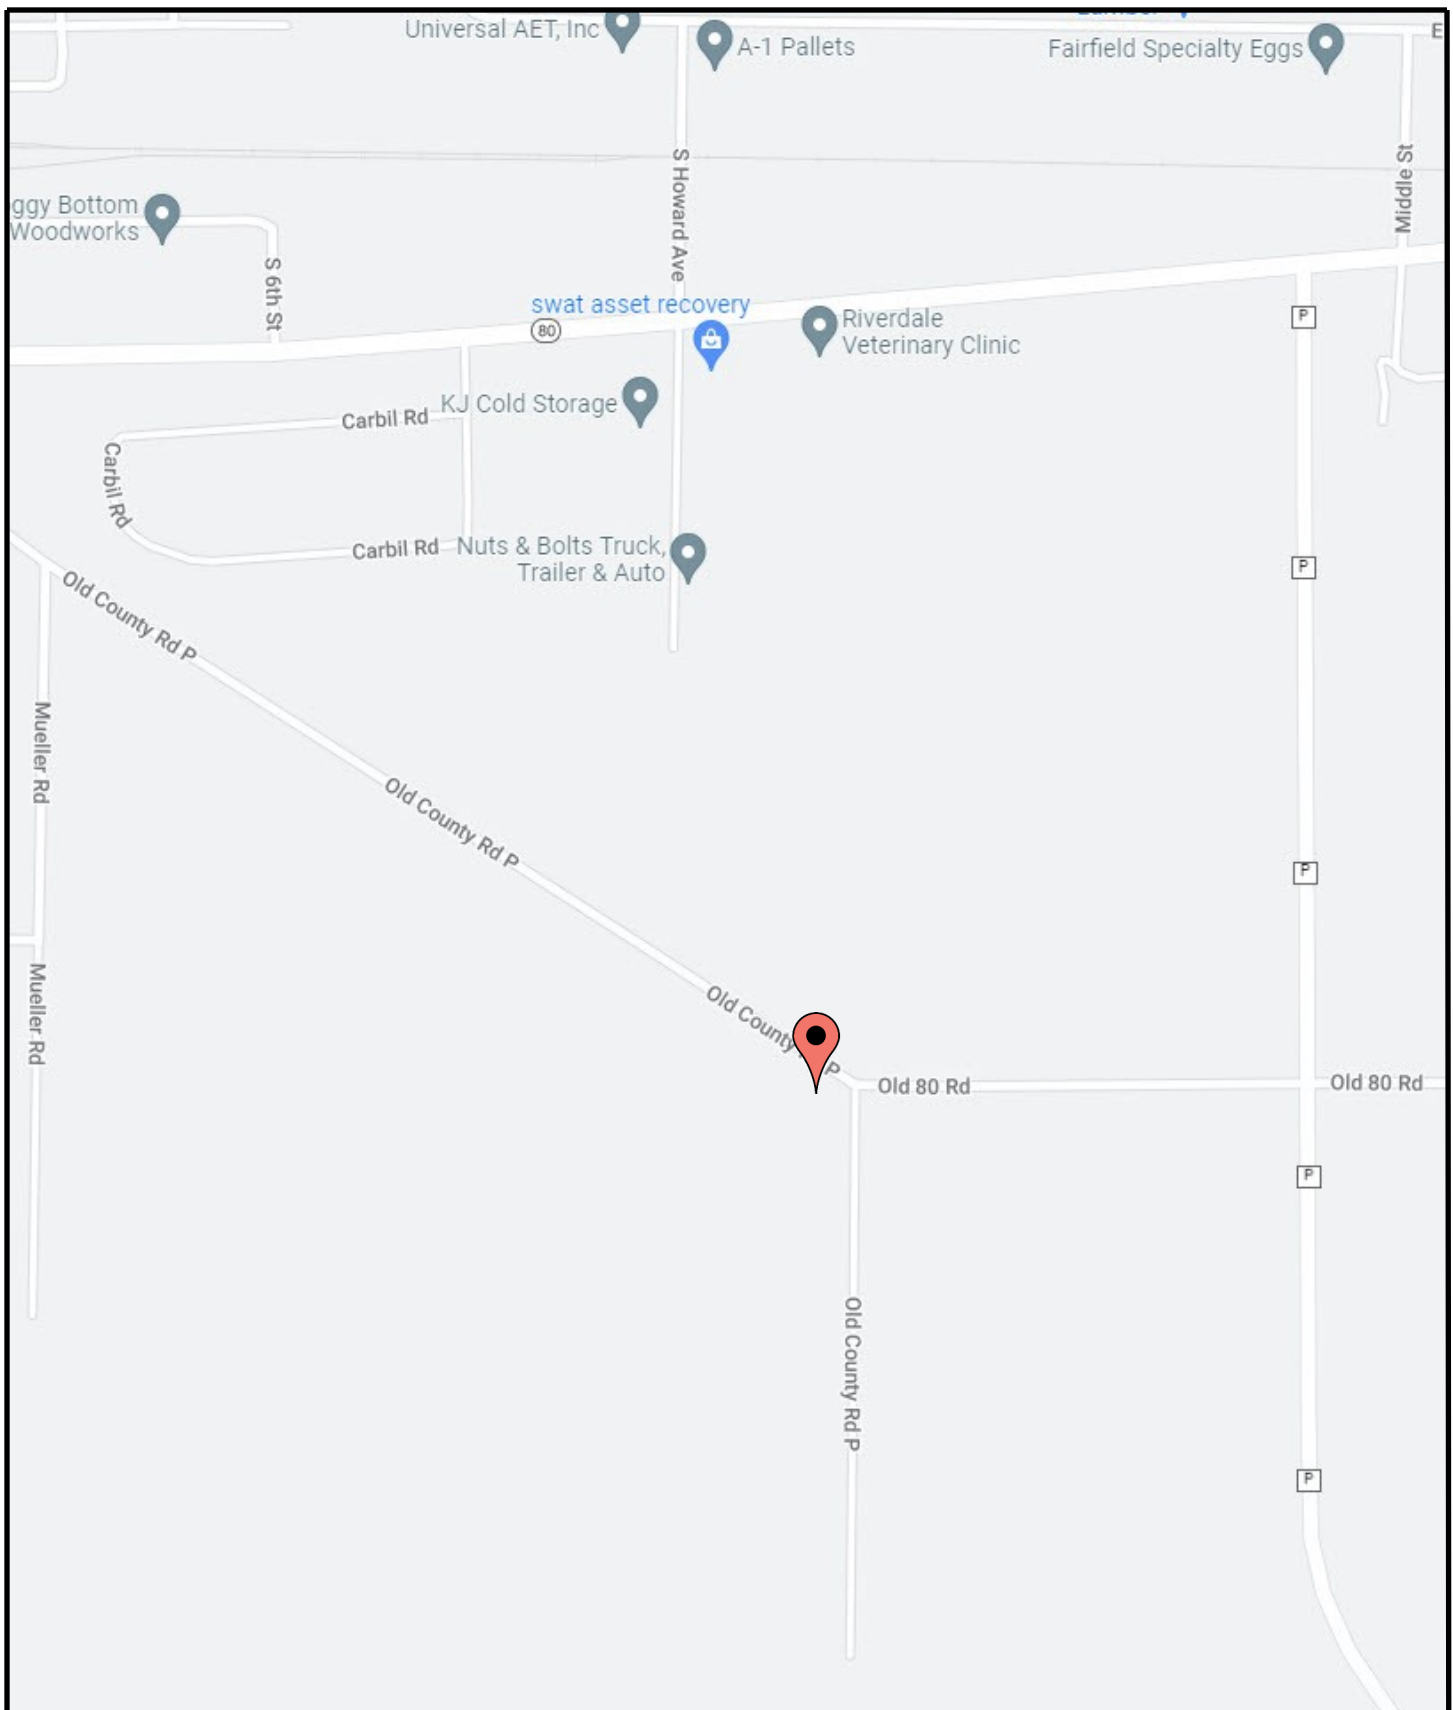 Universal AET, Inc
A-1 Pallets
Fairfield Specialty Eggs
E
S Howard Ave
Middle St
ggy Bottom
Woodworks
S 6th St
swat asset recovery
80
Riverdale
Veterinary Clinic
P
KJ Cold Storage
Carbil Rd
Carbil Rd
Carbil Rd
Nuts & Bolts Truck,
Trailer & Auto
P
Old County Rd P
Mueller Rd
Old County Rd P
P
Mueller Rd
Old County
P
Old 80 Rd
Old 80 Rd
P
Old County Rd P
P